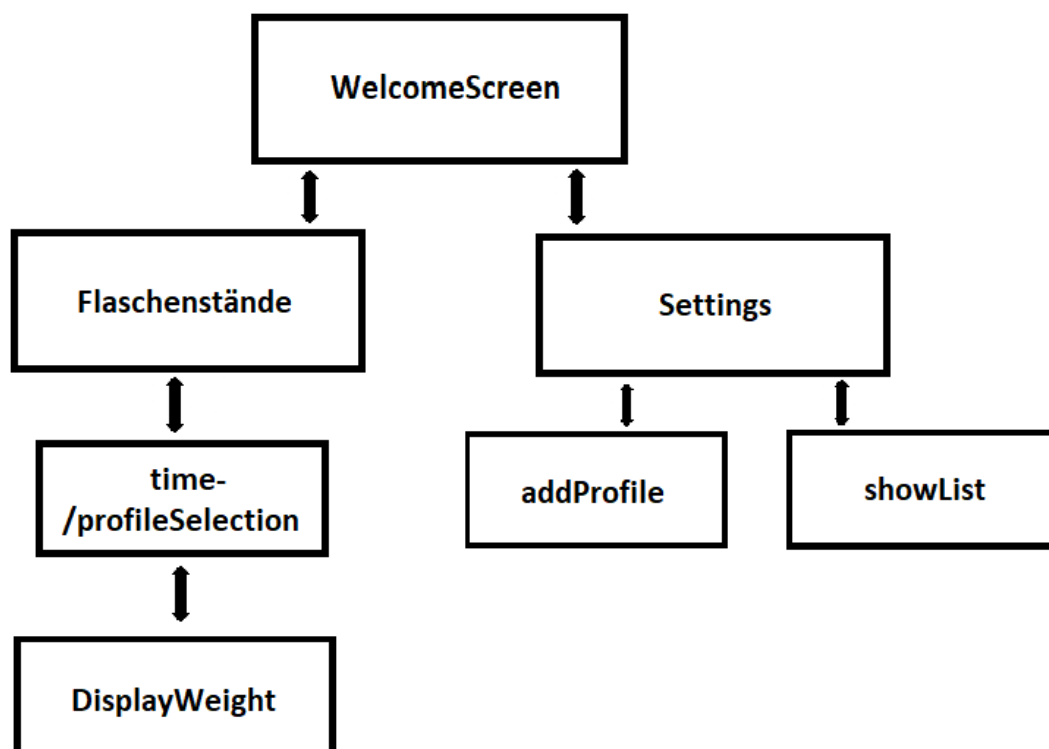 WelcomeScreen
Flaschenstände
Settings
time-
/profileSelection
addProfile
showList
DisplayWeight